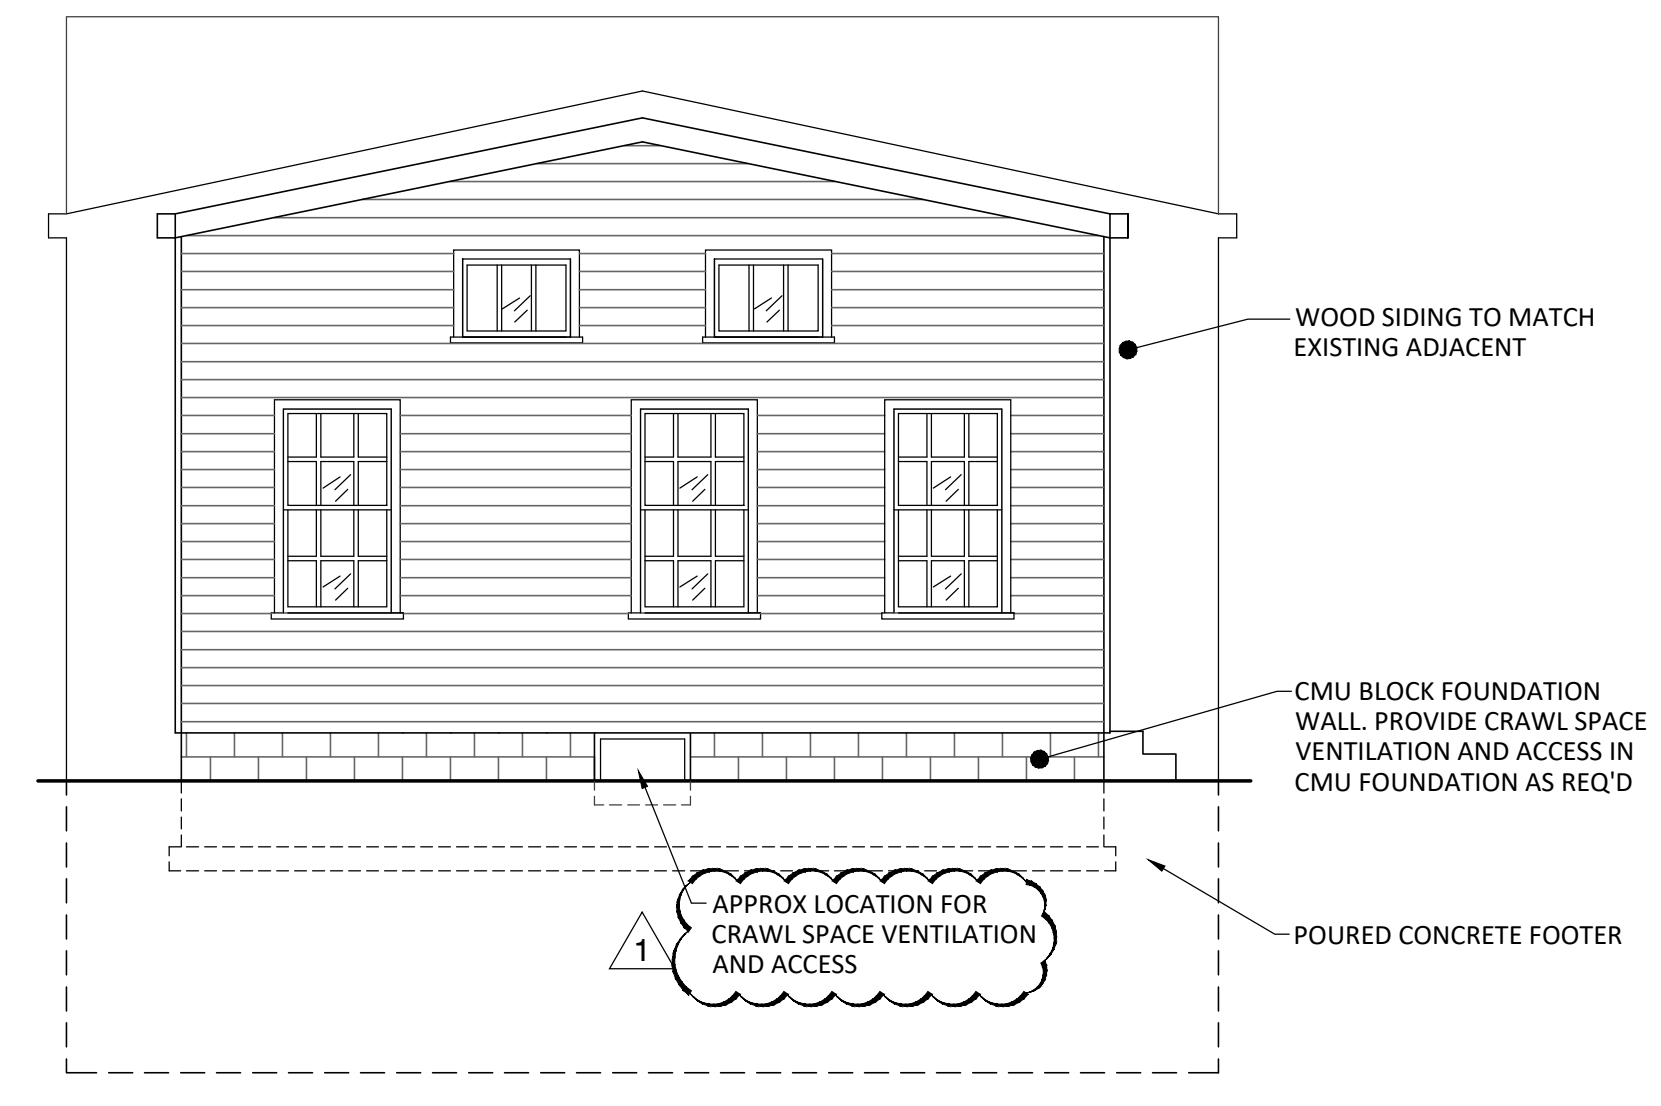 WOOD SIDING TO MATCH
EXISTING ADJACENT
CMU BLOCK FOUNDATION
WALL. PROVIDE CRAWL SPACE
VENTILATION AND ACCESS IN
CMU FOUNDATION AS REQ'D
APPROX LOCATION FOR
CRAWL SPACE VENTILATION
AND ACCESS
1
POURED CONCRETE FOOTER